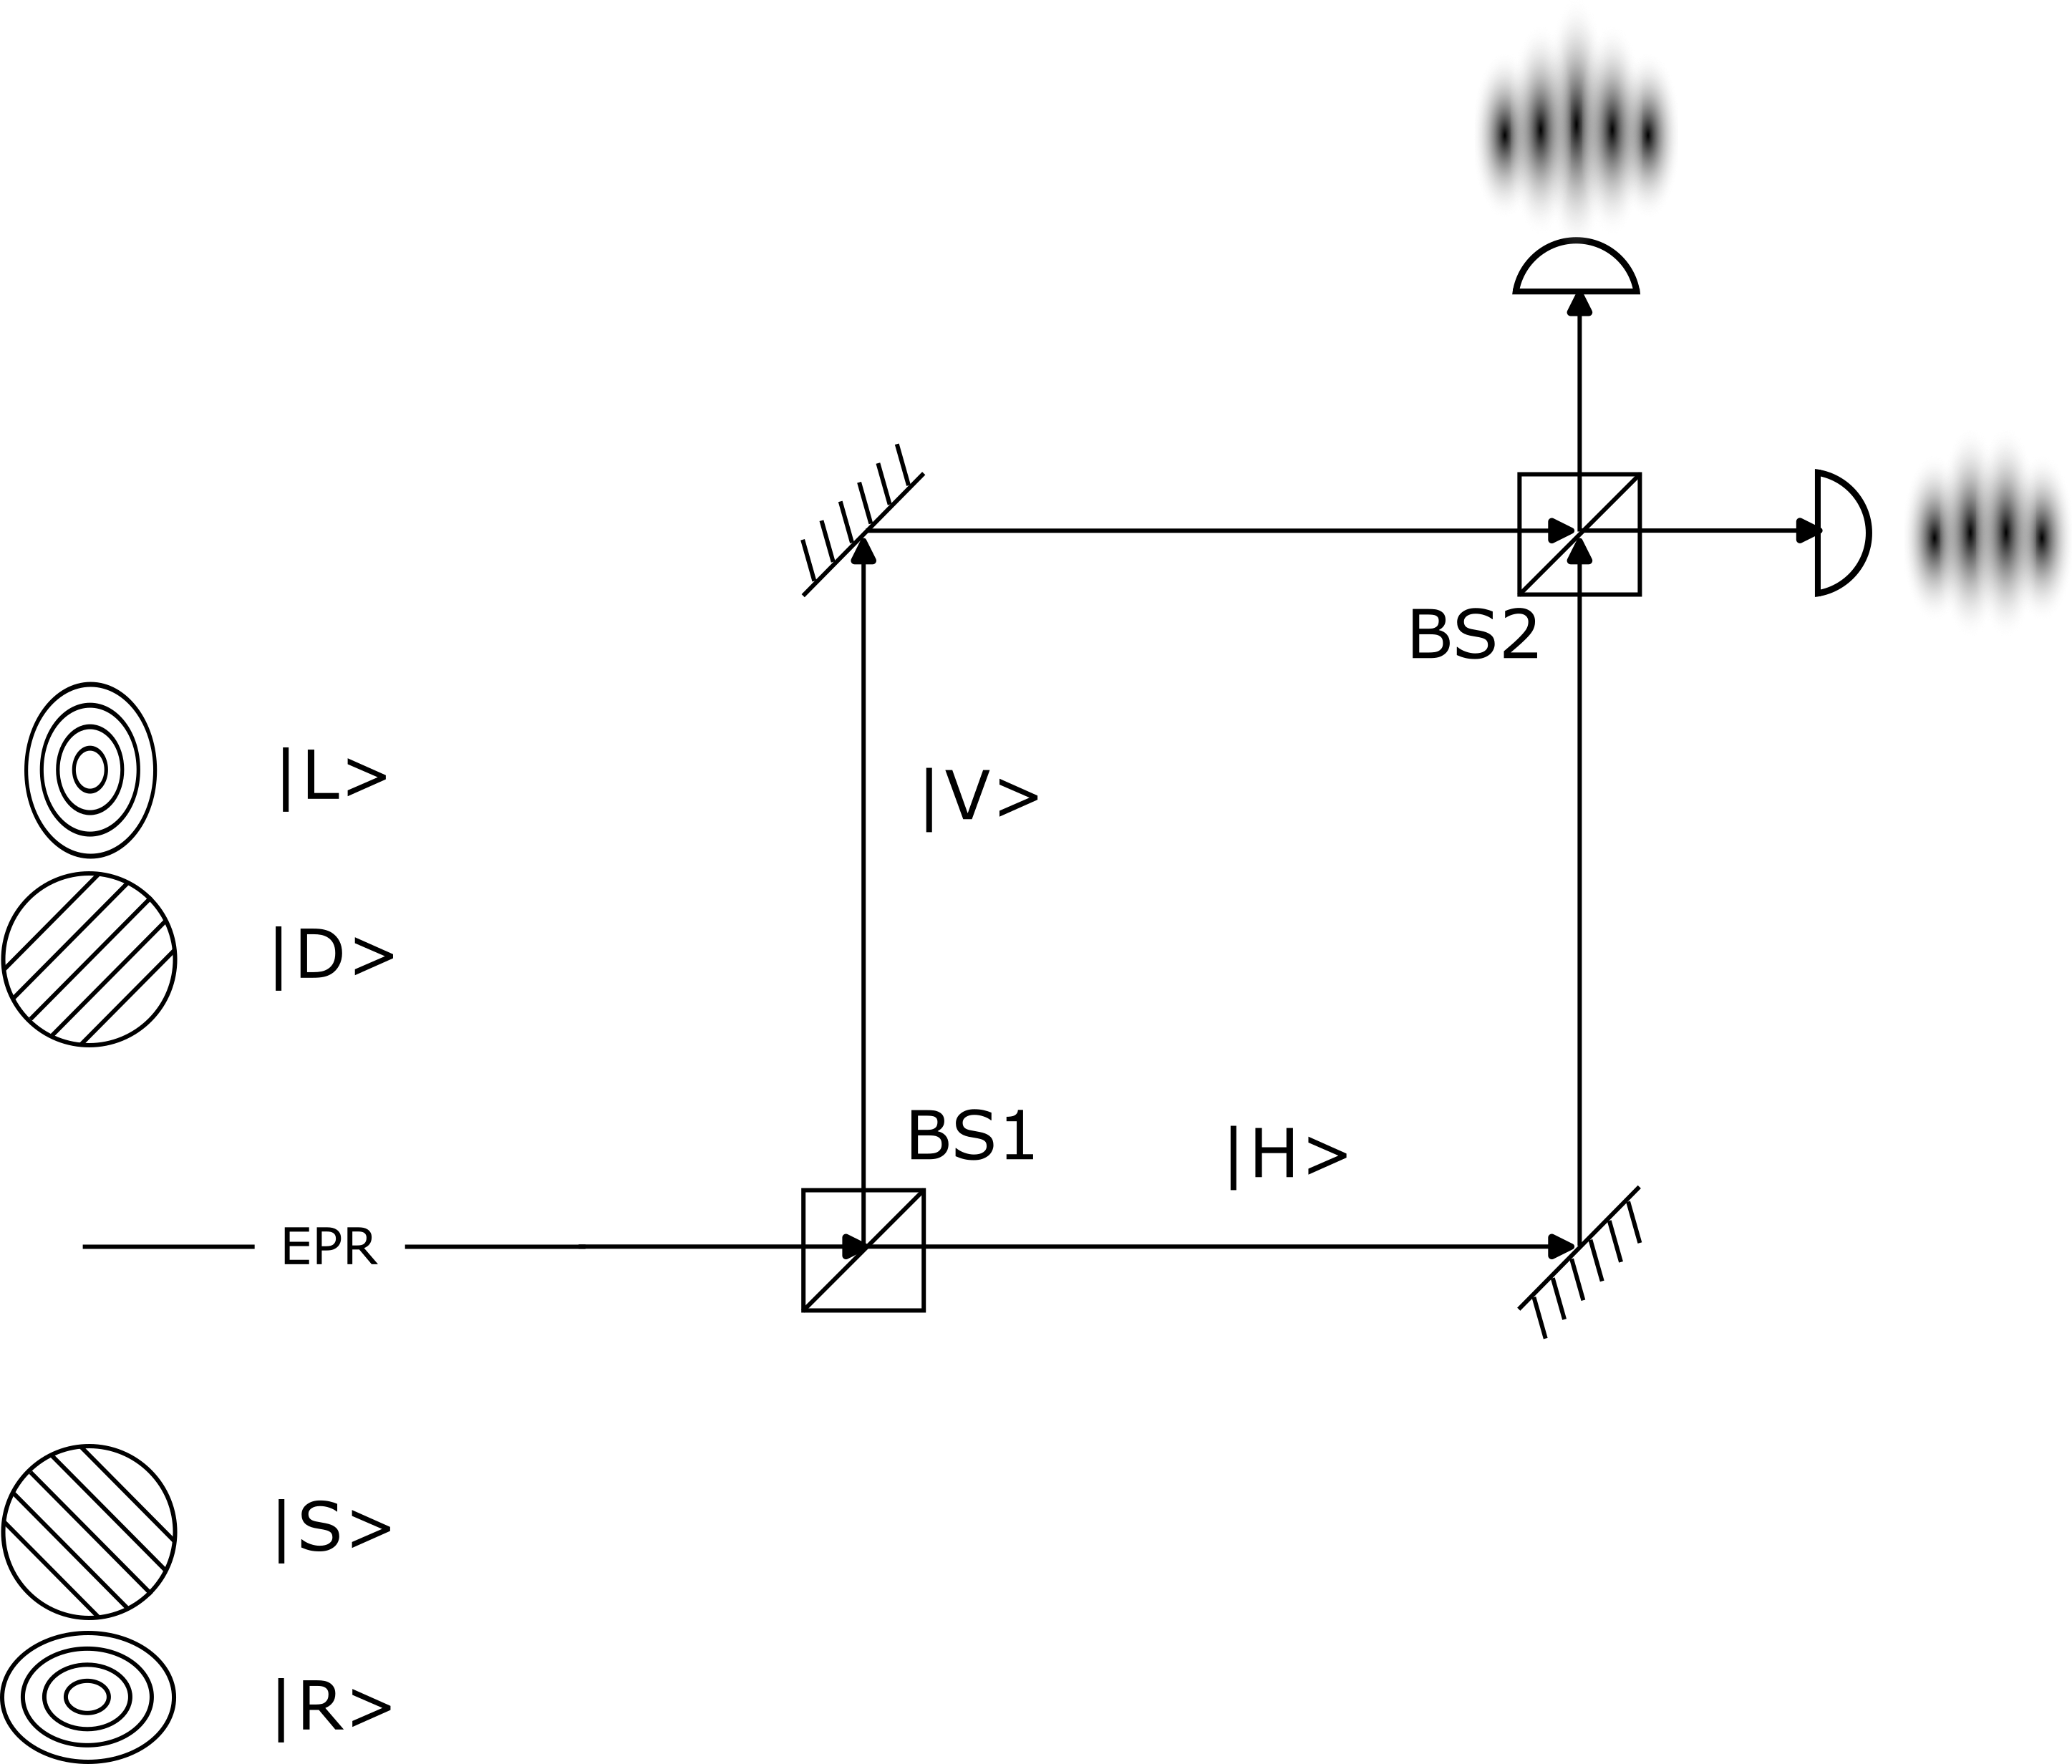 BS2
|L>
|V>
|D>
BS1
|H>
EPR
|S>
|R>